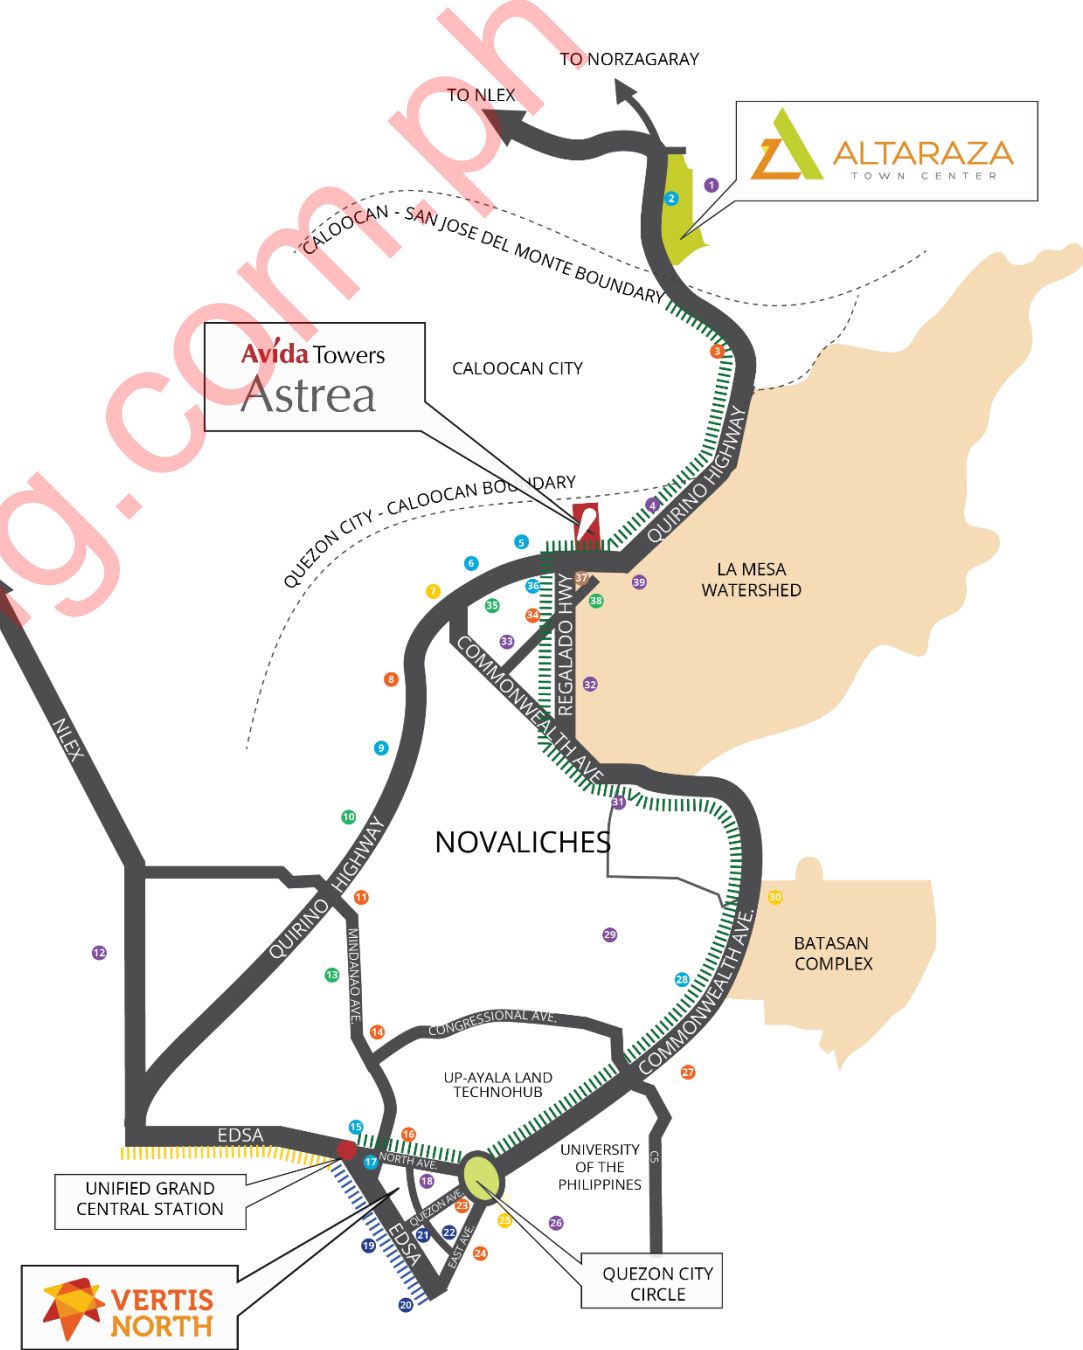 TO NORZAGARAY
TO NLEX
ALTARAZA
TOWN CENTER
1
2
CALOOCAN - SAN JOSE DEL MONTE BOUNDARY
3
Avida Towers
Astrea
CALOOCAN CITY
QUIRINO HIGHWAY
QUEZON CITY - CALOOCAN BOUNDARY
4
5
6
7
36
37
38
39
35
34
33
32
LA MESA
WATERSHED
REGALADO HWY
COMMONWEALTH AVE
8
9
10
NLEX
31
NOVALICHES
QUIRINO HIGHWAY
11
12
13
14
MINDANAO AVE.
30
29
28
27
BATASAN
COMPLEX
COMMONWEALTH AVE.
CONGRESSIONAL AVE.
UP-AYALA LAND
TECHNOHUB
EDSA
15
16
17
18
NORTH AVE.
UNIVERSITY
OF THE
PHILIPPINES
C5
UNIFIED GRAND
CENTRAL STATION
QUEZON AVE.
EAST AVE.
EDSA
19
20
21
22
23
24
25
26
QUEZON CITY
CIRCLE
VERTIS
NORTH
g.com.ph